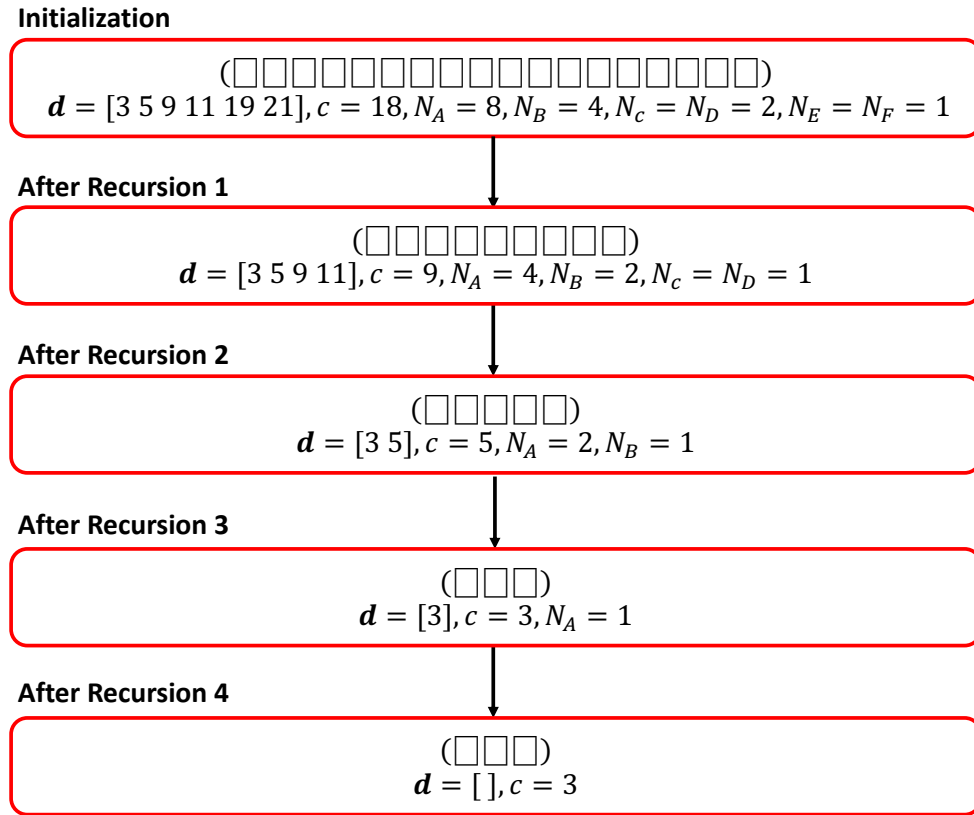 Initialization
(□□□□□□□□□□□□□□□□□□)
d = [3 5 9 11 19 21], c = 18, N_A = 8, N_B = 4, N_c = N_D = 2, N_E = N_F = 1
After Recursion 1
(□□□□□□□□□)
d = [3 5 9 11], c = 9, N_A = 4, N_B = 2, N_c = N_D = 1
After Recursion 2
(□□□□□)
d = [3 5], c = 5, N_A = 2, N_B = 1
After Recursion 3
(□□□)
d = [3], c = 3, N_A = 1
After Recursion 4
(□□□)
d = [ ], c = 3